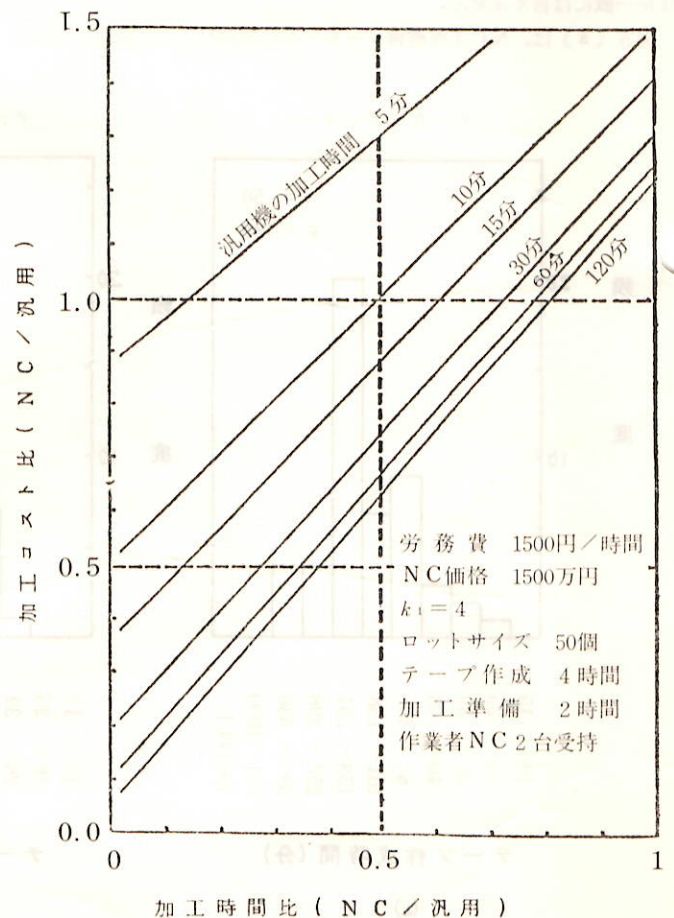 1.5
1.0
0.5
0.0
0
0.5
1
加工コスト比(NC/汎用)
汎用機の加工時間 5分
10分
15分
30分
60分
120分
労務費 1500円/時間
NC価格 1500万円
k1=4
ロットサイズ 50個
テープ作成 4時間
加工準備 2時間
作業者NC2台受持
加工時間比(NC/汎用)